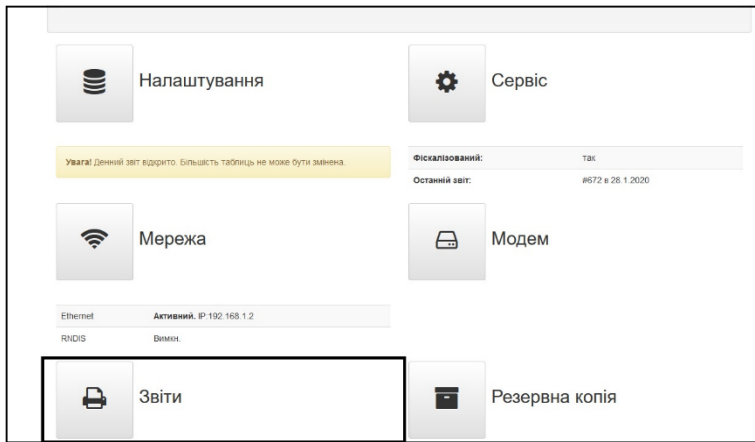 Налаштування
Сервіс
Увага! Денний звіт відкрито. Більшість таблиць не може бути змінена.
Фіскалізований: так
Останній звіт: #672 в 28.1.2020
Мережа
Модем
Ethernet Активний. IP:192.168.1.2
RNDIS Вимкн.
Звіти
Резервна копія